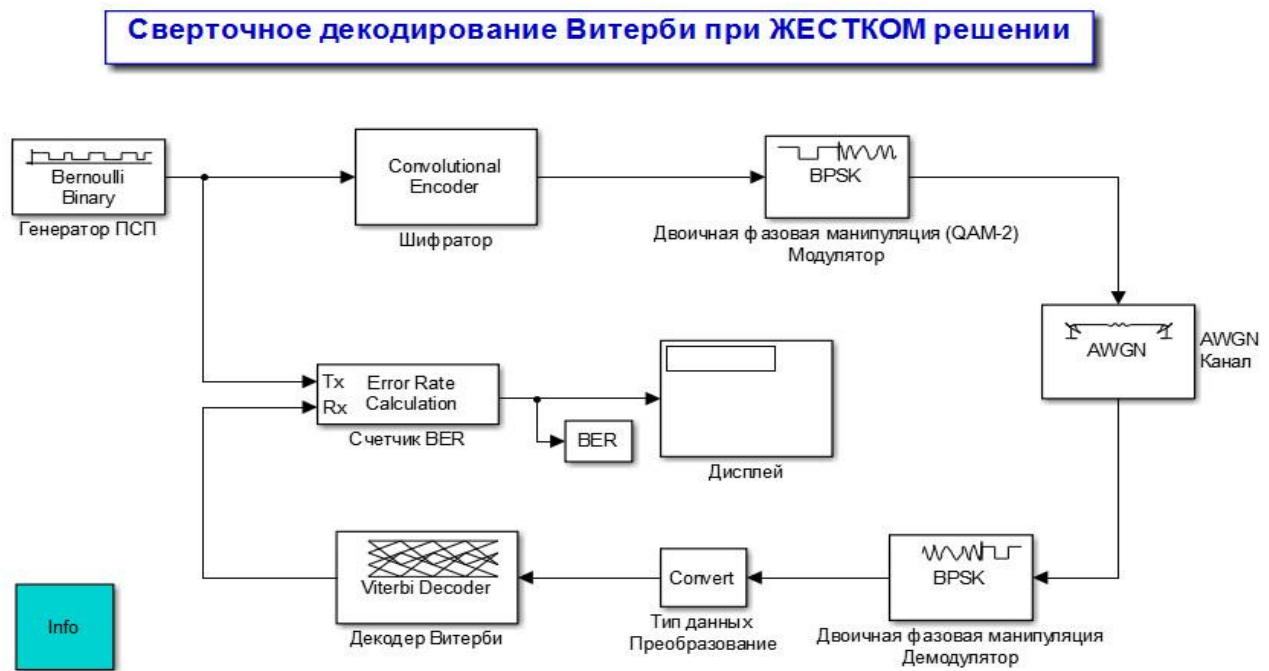 Сверточное декодирование Витерби при ЖЕСТКОМ решении
Bernoulli
Binary
Генератор ПСП
Convolutional
Encoder
Шифратор
BPSK
Двоичная фазовая манипуляция (QAM-2)
Модулятор
AWGN
AWGN
Канал
Tx
Rx
Error Rate
Calculation
Счетчик BER
BER
Дисплей
Viterbi Decoder
Декодер Витерби
Convert
Тип данных
Преобразование
BPSK
Двоичная фазовая манипуляция
Демодулятор
Info